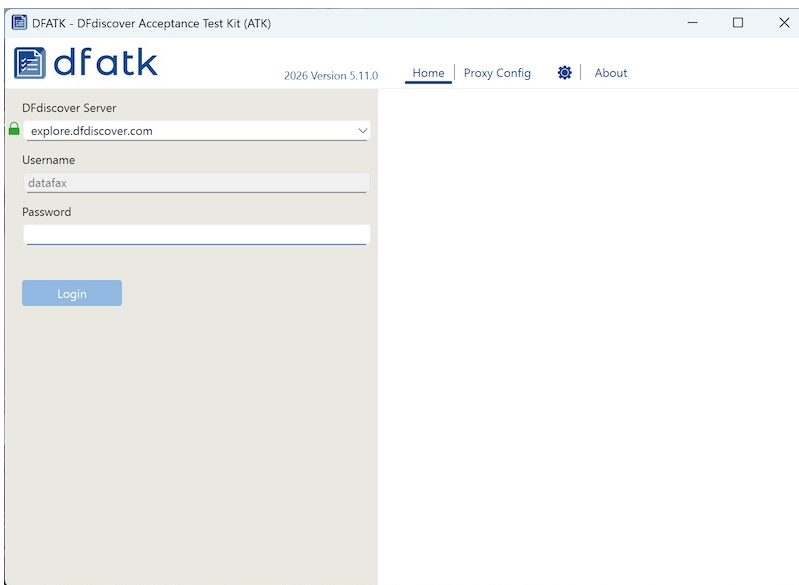 DFATK - DFdiscover Acceptance Test Kit (ATK)
dfatk
2026 Version 5.11.0
Home
Proxy Config
About
DFdiscover Server
explore.dfdiscover.com
Username
datafax
Password
Login